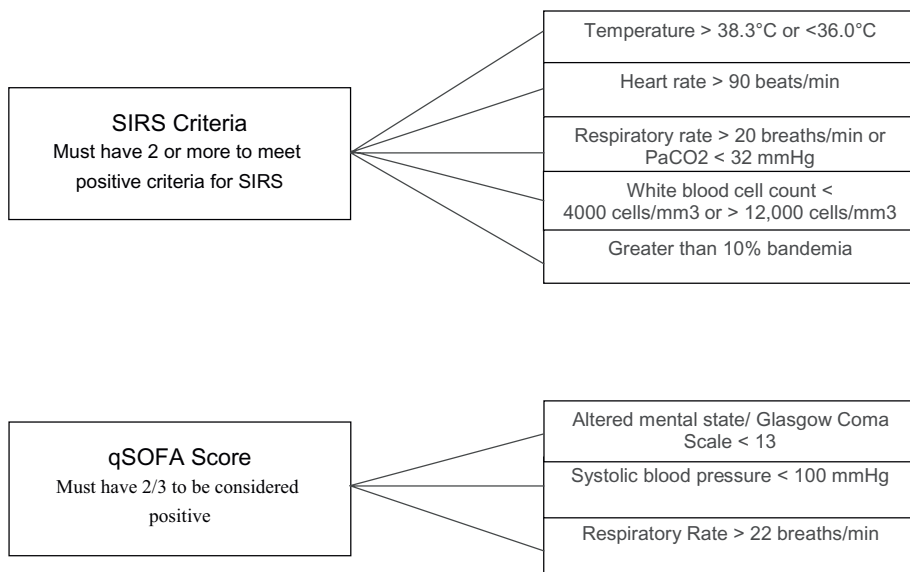 Temperature > 38.3°C or <36.0°C
Heart rate > 90 beats/min
SIRS Criteria
Must have 2 or more to meet
positive criteria for SIRS
Respiratory rate > 20 breaths/min or
PaCO2 < 32 mmHg
White blood cell count <
4000 cells/mm3 or > 12,000 cells/mm3
Greater than 10% bandemia
qSOFA Score
Must have 2/3 to be considered
positive
Altered mental state/ Glasgow Coma
Scale < 13
Systolic blood pressure < 100 mmHg
Respiratory Rate > 22 breaths/min